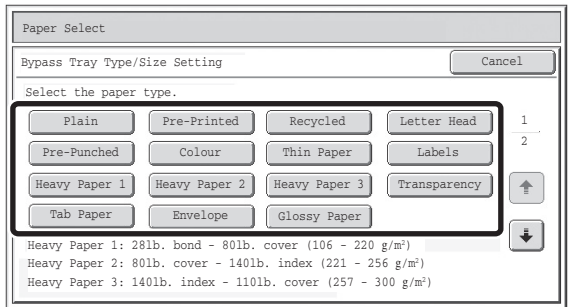 Paper Select
Bypass Tray Type/Size Setting Cancel
Select the paper type.
Plain Pre-Printed Recycled Letter Head 1
Pre-Punched Colour Thin Paper Labels 2
Heavy Paper 1 Heavy Paper 2 Heavy Paper 3 Transparency
Tab Paper Envelope Glossy Paper
Heavy Paper 1: 28lb. bond - 80lb. cover (106 - 220 g/m²)
Heavy Paper 2: 80lb. cover - 140lb. index (221 - 256 g/m²)
Heavy Paper 3: 140lb. index - 110lb. cover (257 - 300 g/m²)